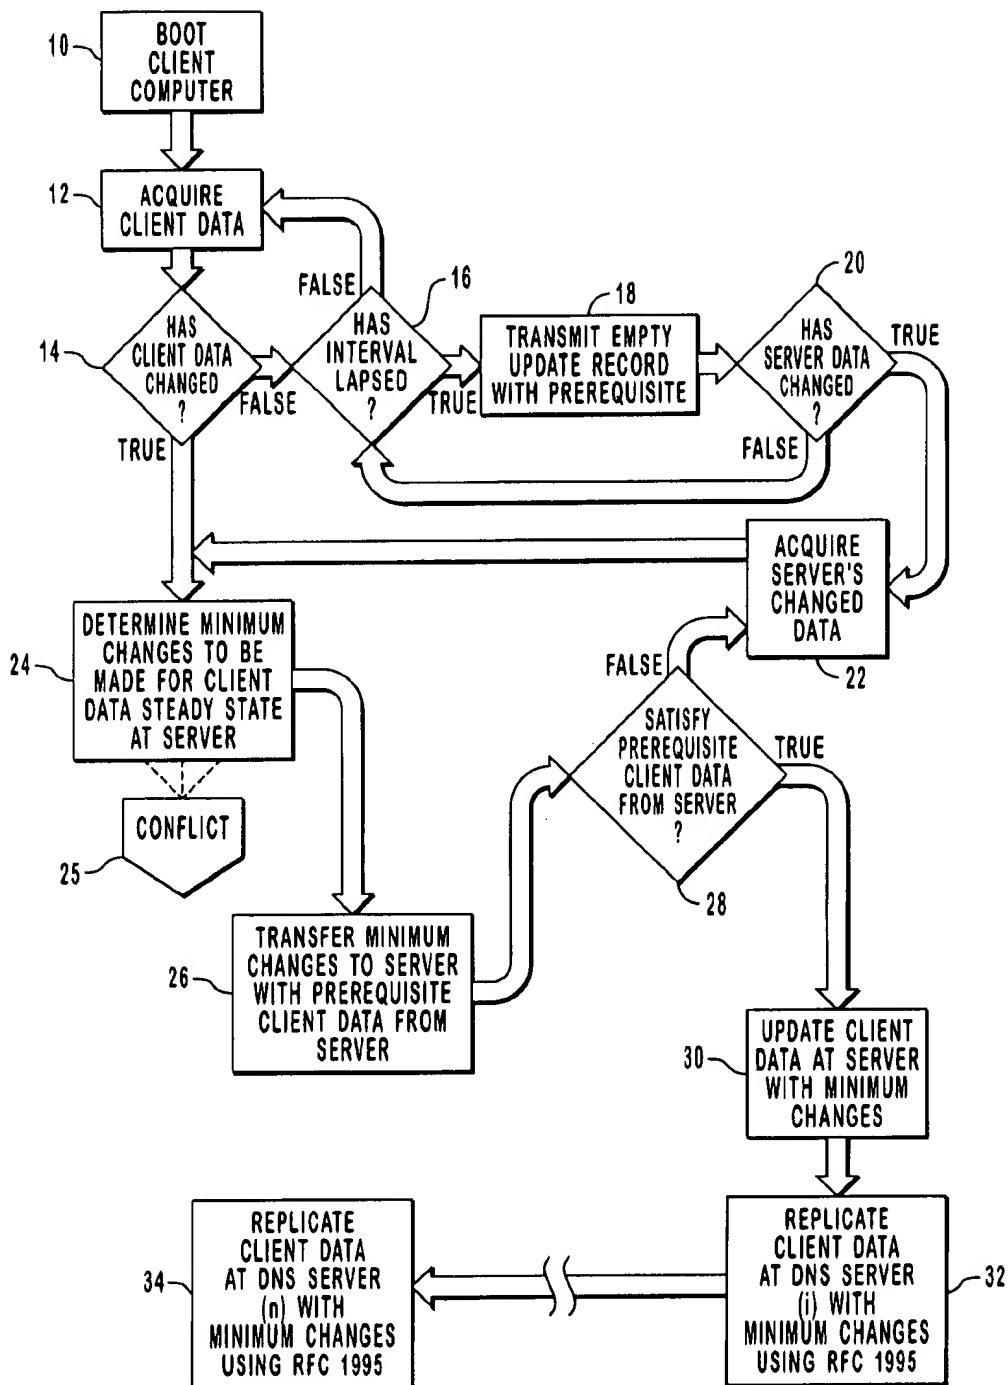 10
BOOT
CLIENT
COMPUTER
12
ACQUIRE
CLIENT DATA
14
HAS
CLIENT DATA
CHANGED
?
FALSE
TRUE
16
HAS
INTERVAL
LAPSED
?
FALSE
TRUE
18
TRANSMIT EMPTY
UPDATE RECORD
WITH PREREQUISITE
20
HAS
SERVER DATA
CHANGED
?
TRUE
FALSE
ACQUIRE
SERVER'S
CHANGED
DATA
22
24
DETERMINE MINIMUM
CHANGES TO BE
MADE FOR CLIENT
DATA STEADY STATE
AT SERVER
CONFLICT
25
26
TRANSFER MINIMUM
CHANGES TO SERVER
WITH PREREQUISITE
CLIENT DATA FROM
SERVER
FALSE
SATISFY
PREREQUISITE
CLIENT DATA
FROM SERVER
?
TRUE
28
30
UPDATE CLIENT
DATA AT SERVER
WITH MINIMUM
CHANGES
REPLICATE
CLIENT DATA
AT DNS SERVER
(i) WITH
MINIMUM CHANGES
USING RFC 1995
32
34
REPLICATE
CLIENT DATA
AT DNS SERVER
(n) WITH
MINIMUM CHANGES
USING RFC 1995